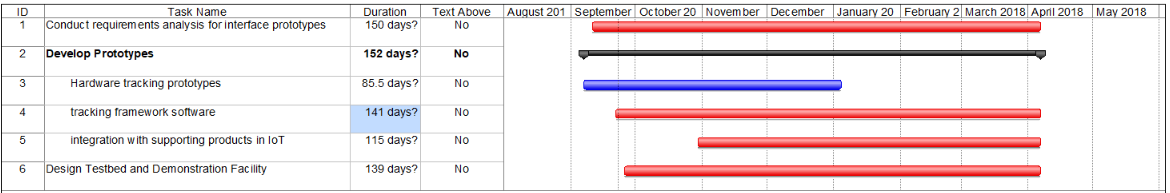 ID Task Name Duration Text Above August 201 September October 20 November December January 20 February 2 March 2018 April 2018 May 2018
1 Conduct requirements analysis for interface prototypes 150 days? No
2 Develop Prototypes 152 days? No
3 Hardware tracking prototypes 85.5 days? No
4 tracking framework software 141 days? No
5 integration with supporting products in IoT 115 days? No
6 Design Testbed and Demonstration Facility 139 days? No